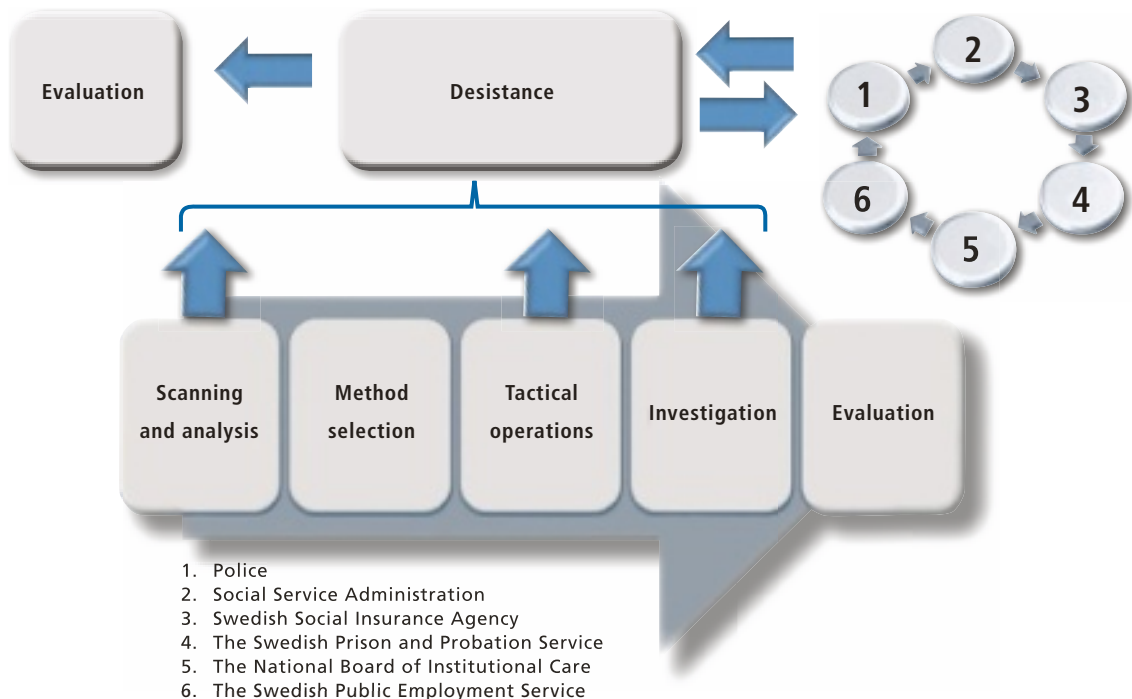 Evaluation
Desistance
1
2
3
4
5
6
Scanning
and analysis
Method
selection
Tactical
operations
Investigation
Evaluation
1. Police
2. Social Service Administration
3. Swedish Social Insurance Agency
4. The Swedish Prison and Probation Service
5. The National Board of Institutional Care
6. The Swedish Public Employment Service